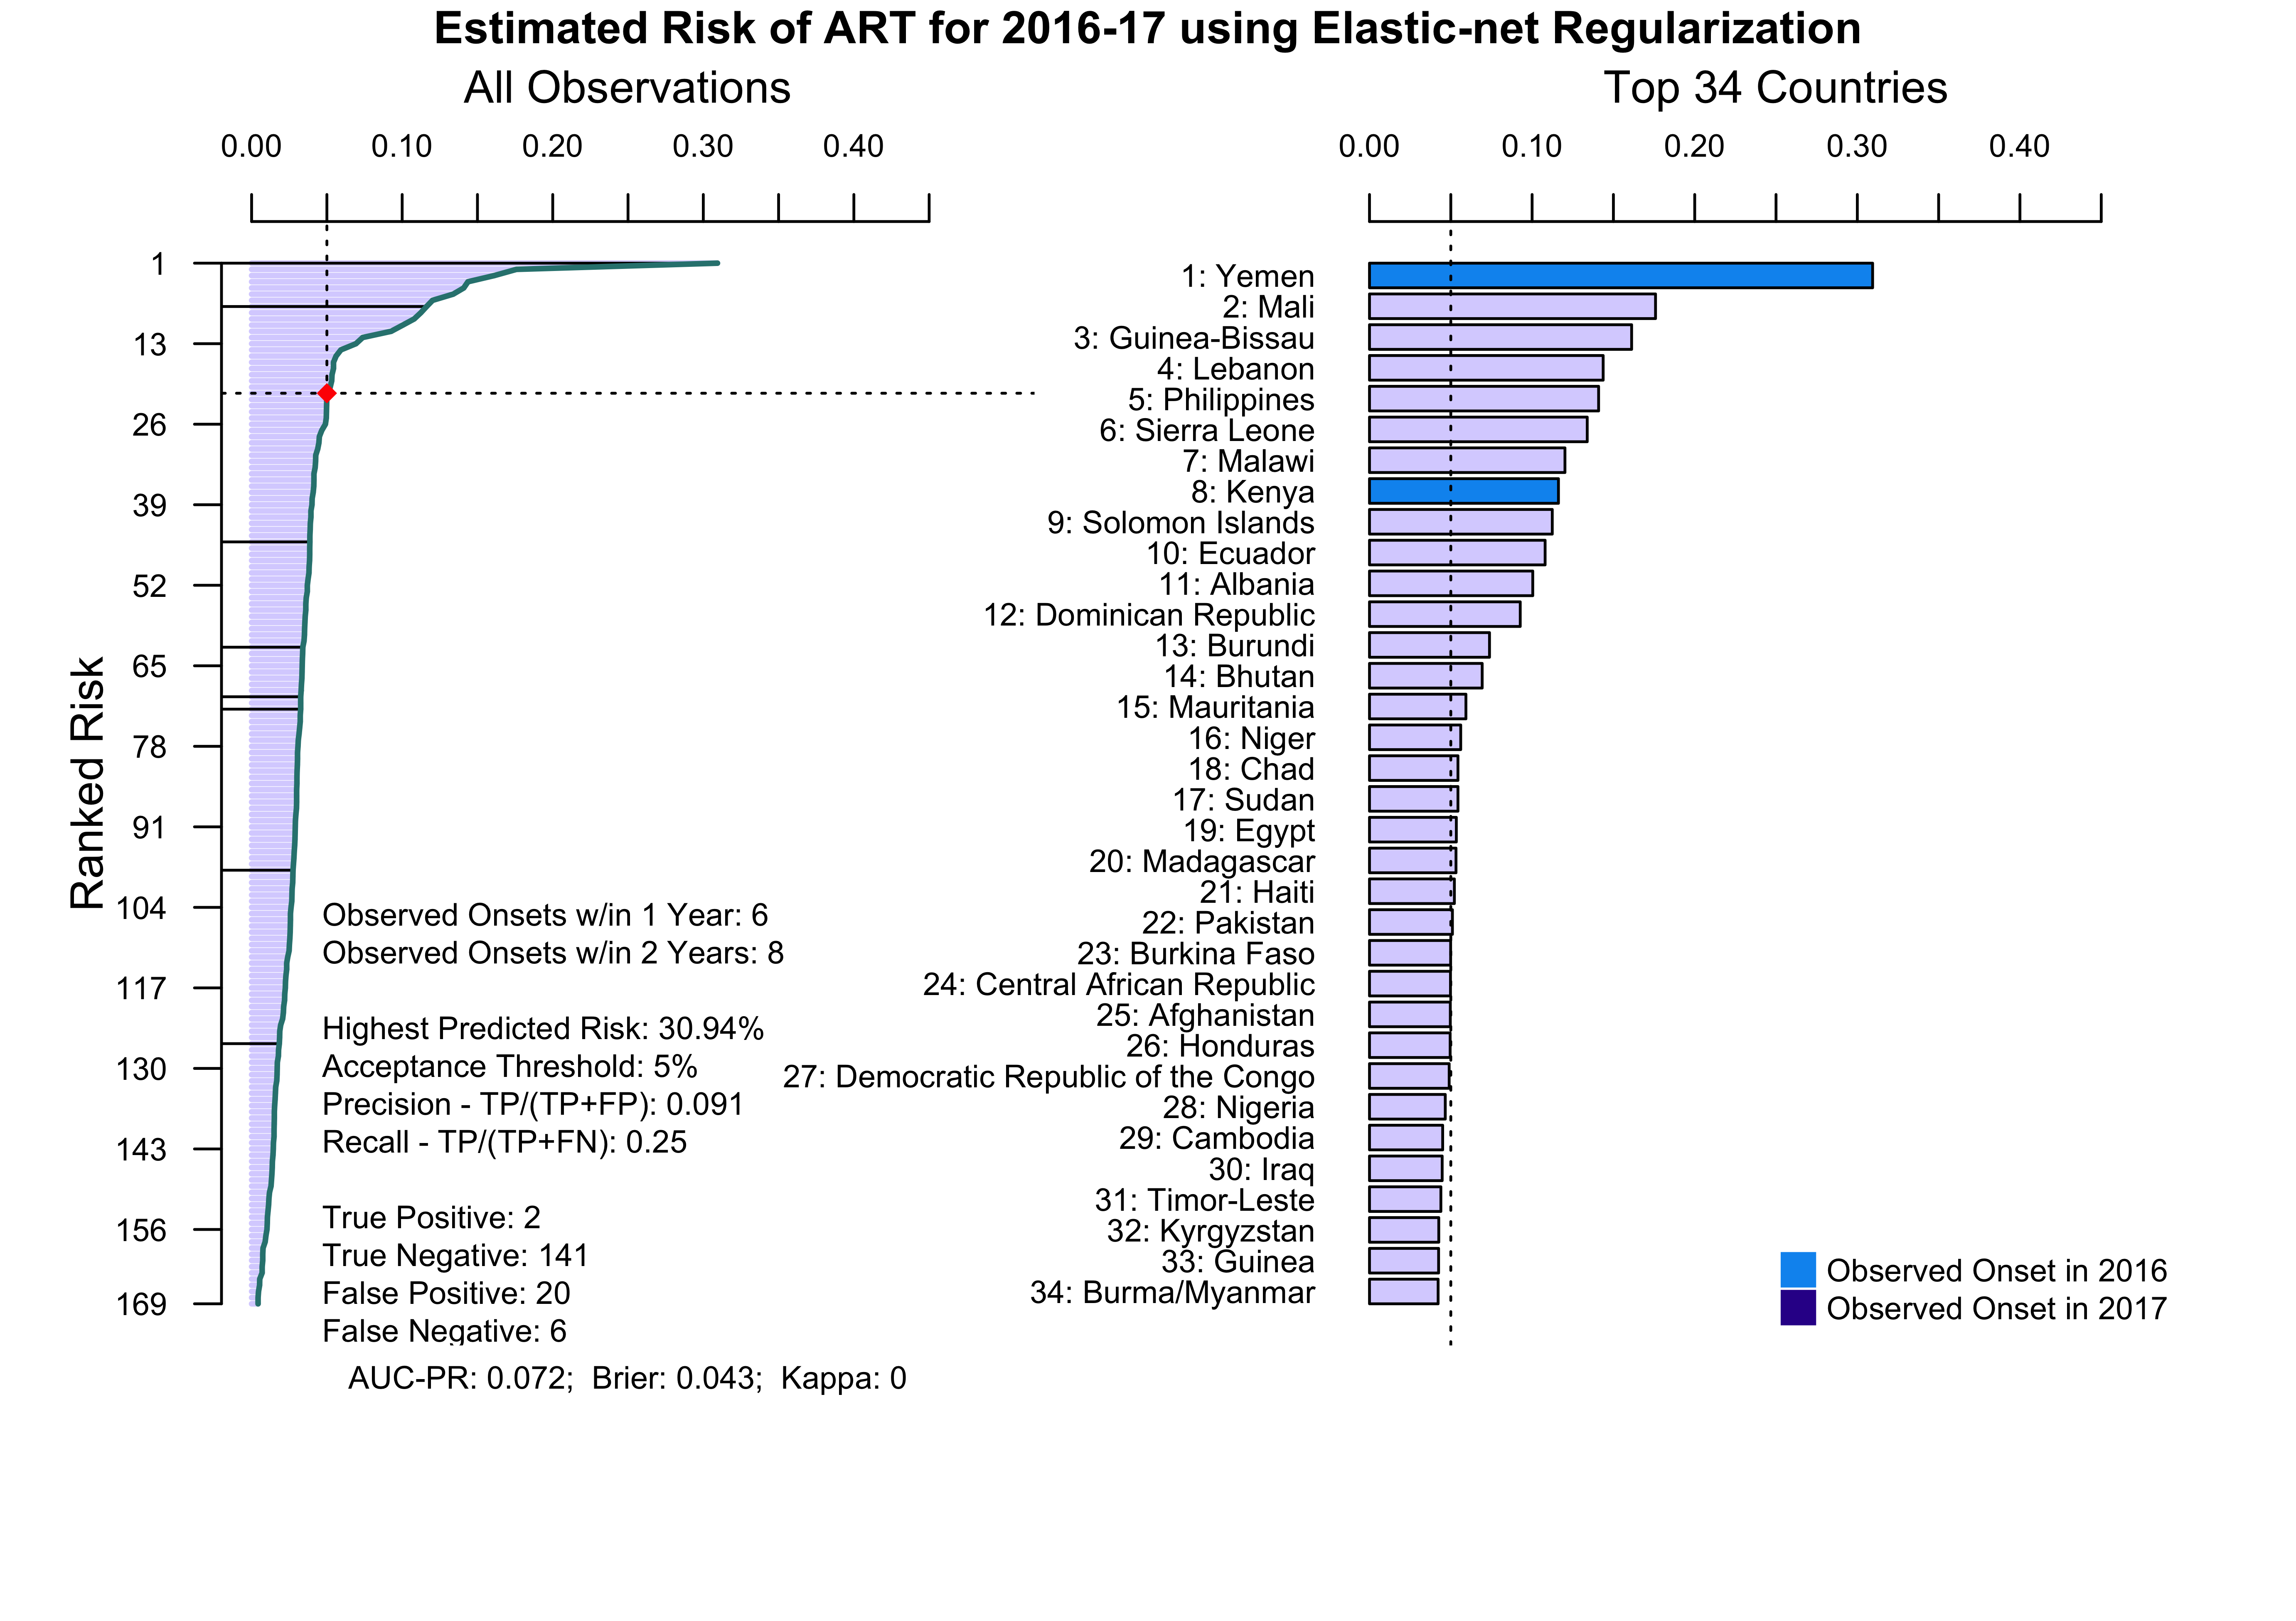 Estimated Risk of ART for 2016-17 using Elastic-net Regularization
All Observations
0.00 0.10 0.20 0.30 0.40
Ranked Risk
1
13
26
39
52
65
78
91
104
117
130
143
156
169
Observed Onsets w/in 1 Year: 6
Observed Onsets w/in 2 Years: 8
Highest Predicted Risk: 30.94%
Acceptance Threshold: 5%
Precision - TP/(TP+FP): 0.091
Recall - TP/(TP+FN): 0.25
True Positive: 2
True Negative: 141
False Positive: 20
False Negative: 6
AUC-PR: 0.072; Brier: 0.043; Kappa: 0
Top 34 Countries
0.00 0.10 0.20 0.30 0.40
1: Yemen
2: Mali
3: Guinea-Bissau
4: Lebanon
5: Philippines
6: Sierra Leone
7: Malawi
8: Kenya
9: Solomon Islands
10: Ecuador
11: Albania
12: Dominican Republic
13: Burundi
14: Bhutan
15: Mauritania
16: Niger
18: Chad
17: Sudan
19: Egypt
20: Madagascar
21: Haiti
22: Pakistan
23: Burkina Faso
24: Central African Republic
25: Afghanistan
26: Honduras
27: Democratic Republic of the Congo
28: Nigeria
29: Cambodia
30: Iraq
31: Timor-Leste
32: Kyrgyzstan
33: Guinea
34: Burma/Myanmar
Observed Onset in 2016
Observed Onset in 2017